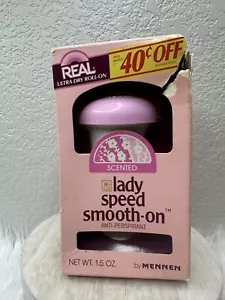 REAL
ULTRA DRY ROLL-ON
40¢ OFF
SCENTED
lady
speed
smooth-on™
ANTI-PERSPIRANT
NET WT. 1.5 OZ.
by MENNEN